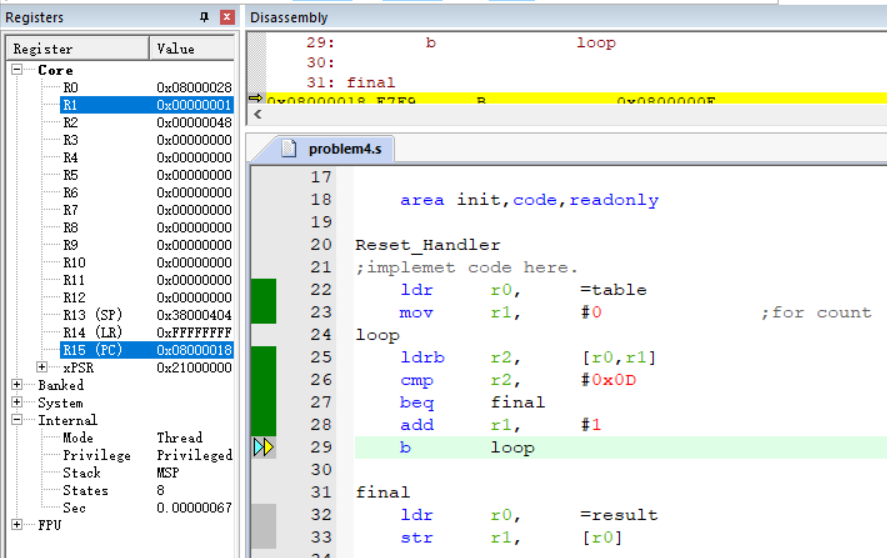 Registers
Register Value
Core
R0 0x08000028
R1 0x00000001
R2 0x00000048
R3 0x00000000
R4 0x00000000
R5 0x00000000
R6 0x00000000
R7 0x00000000
R8 0x00000000
R9 0x00000000
R10 0x00000000
R11 0x00000000
R12 0x00000000
R13 (SP) 0x38000404
R14 (LR) 0xFFFFFFFF
R15 (PC) 0x08000018
xPSR 0x21000000
Banked
System
Internal
Mode Thread
Privilege Privileged
Stack MSP
States 8
Sec 0.00000067
FPU
Disassembly
29: b loop
30:
31: final
0x08000018 E7F9 B 0x0800000E
problem4.s
17
18 area init,code,readonly
19
20 Reset_Handler
21 ;implemet code here.
22 ldr r0, =table
23 mov r1, #0 ;for count
24 loop
25 ldrb r2, [r0,r1]
26 cmp r2, #0x0D
27 beq final
28 add r1, #1
29 b loop
30
31 final
32 ldr r0, =result
33 str r1, [r0]